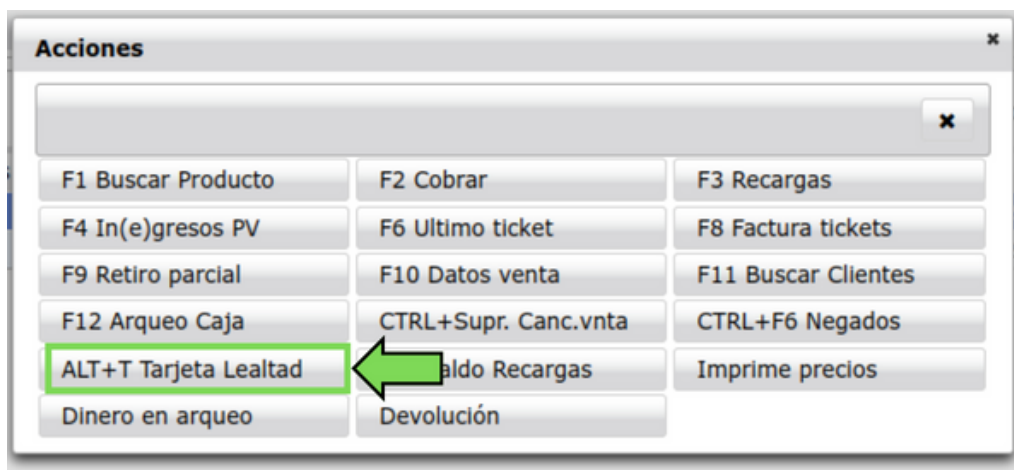 Acciones
F1 Buscar Producto F2 Cobrar F3 Recargas
F4 In(e)gresos PV F6 Ultimo ticket F8 Factura tickets
F9 Retiro parcial F10 Datos venta F11 Buscar Clientes
F12 Arqueo Caja CTRL+Supr. Canc.vnta CTRL+F6 Negados
ALT+T Tarjeta Lealtad Recargas Imprime precios
Dinero en arqueo Devolución